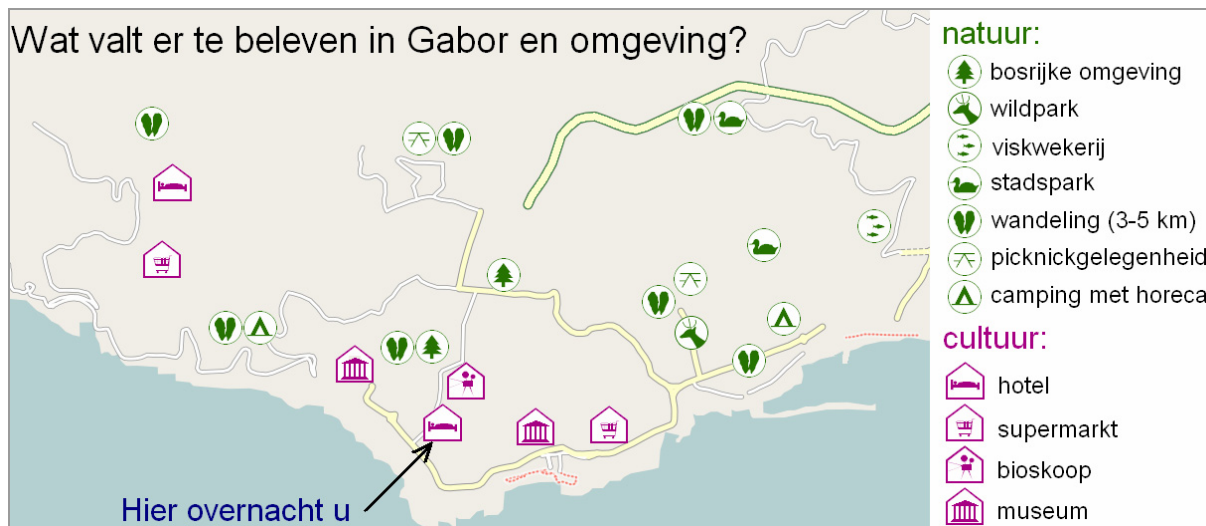 Wat valt er te beleven in Gabor en omgeving?
Hier overnacht u
natuur:
bosrijke omgeving
wildpark
viskwekerij
stadspark
wandeling (3-5 km)
picknickgelegenheid
camping met horeca
cultuur:
hotel
supermarkt
bioskoop
museum